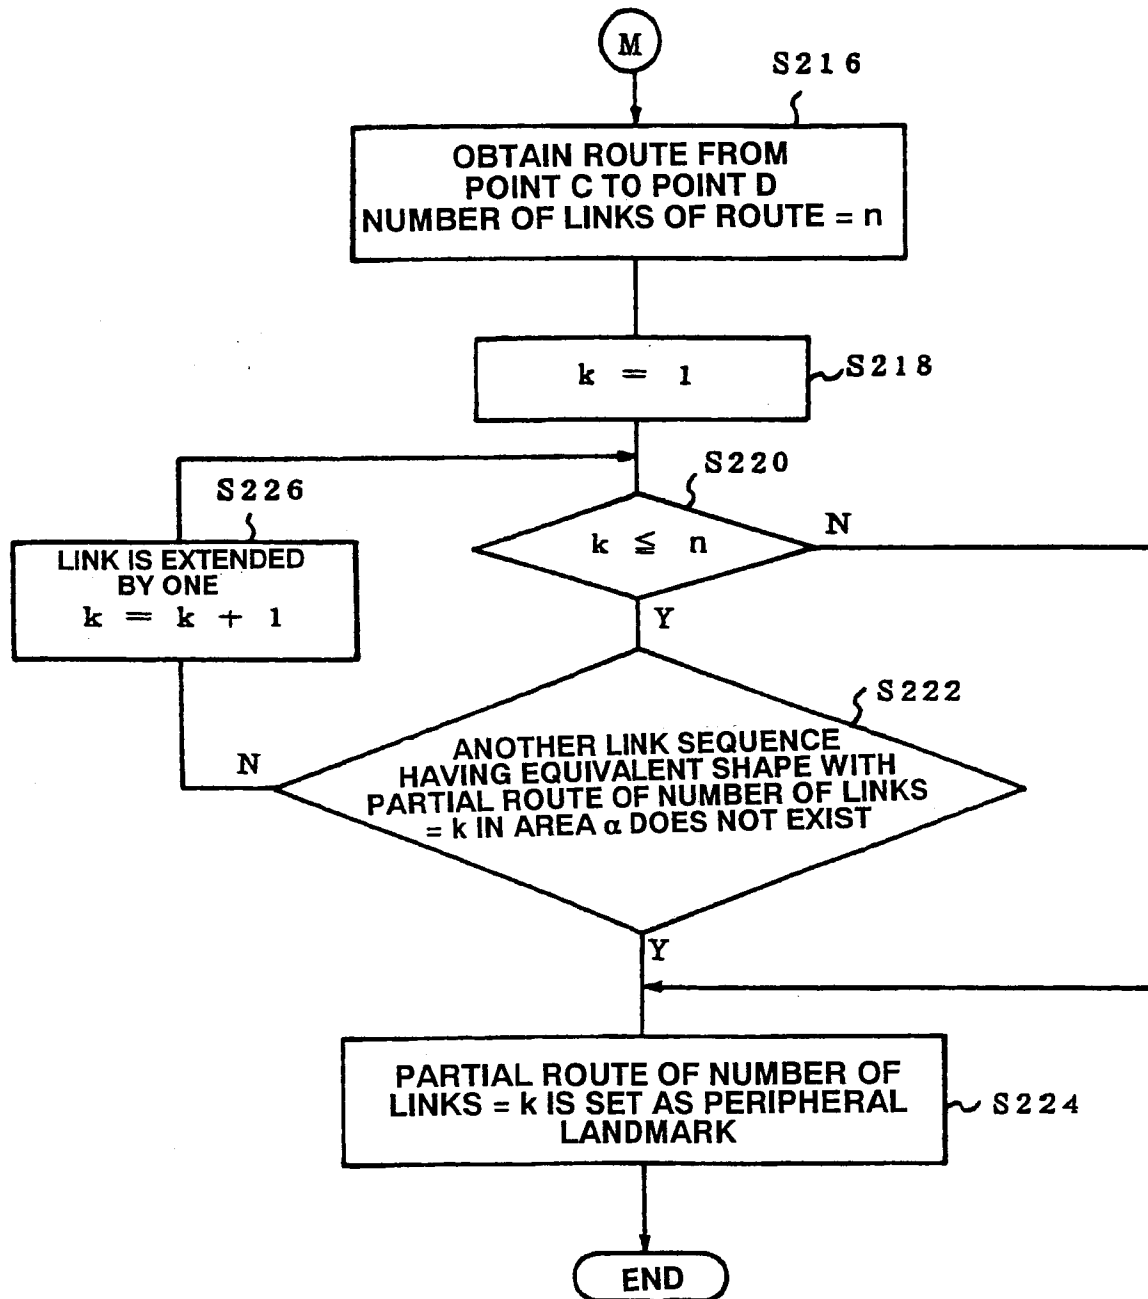 M
S216
OBTAIN ROUTE FROM
POINT C TO POINT D
NUMBER OF LINKS OF ROUTE = n
k = 1
S218
S220
k ≦ n
N
Y
S226
LINK IS EXTENDED
BY ONE
k = k + 1
S222
ANOTHER LINK SEQUENCE
HAVING EQUIVALENT SHAPE WITH
PARTIAL ROUTE OF NUMBER OF LINKS
= k IN AREA α DOES NOT EXIST
N
Y
PARTIAL ROUTE OF NUMBER OF
LINKS = k IS SET AS PERIPHERAL
LANDMARK
S224
END